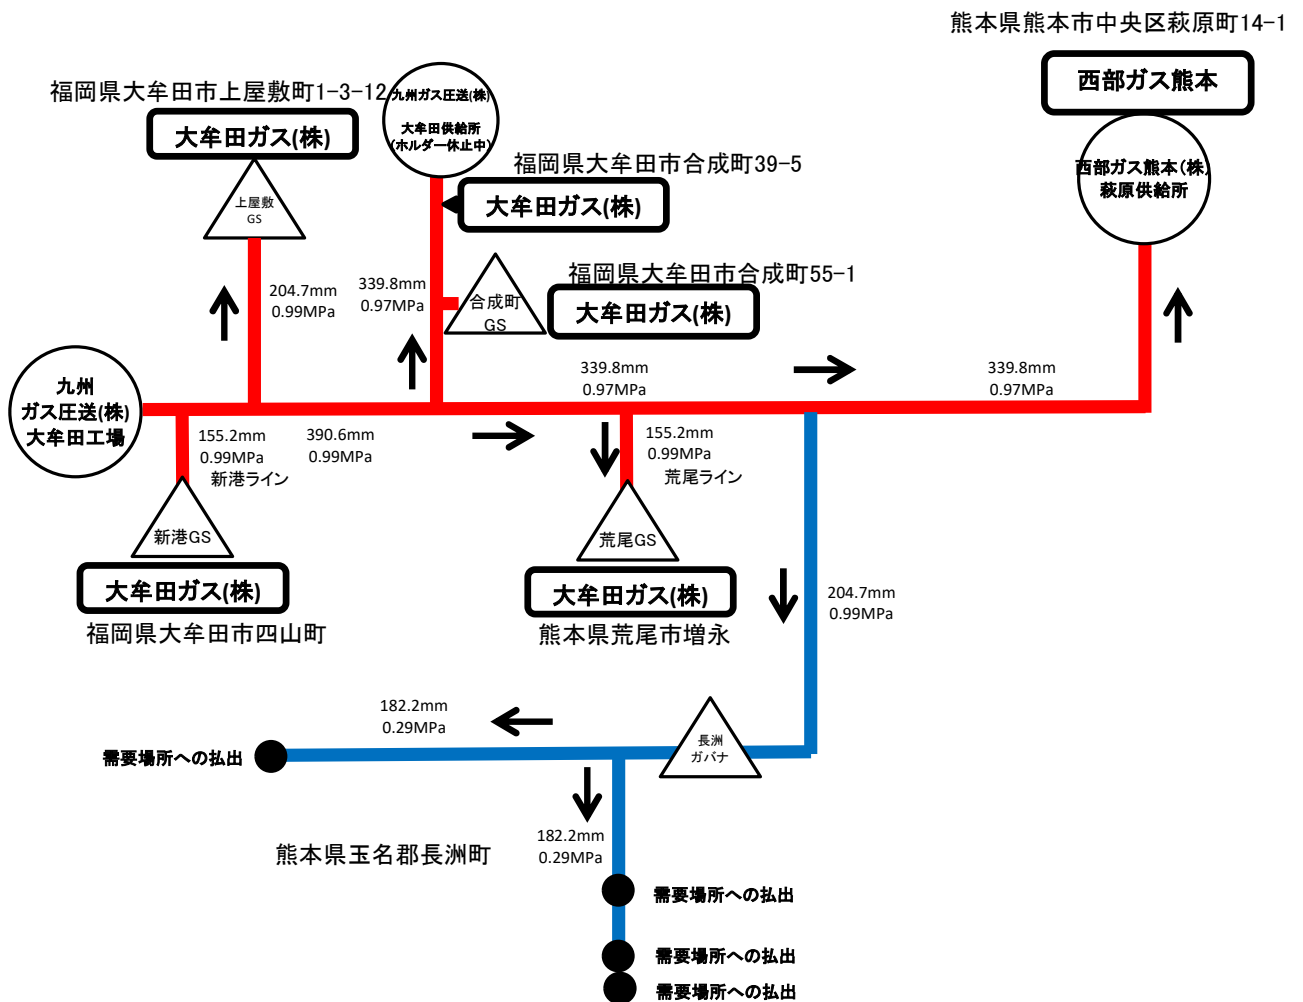 熊本県熊本市中央区萩原町14-1
西部ガス熊本
西部ガス熊本(株)
萩原供給所
福岡県大牟田市上屋敷町1-3-12
大牟田ガス(株)
上屋敷
GS
九州ガス圧送(株)
大牟田供給所
(ホルダー休止中)
福岡県大牟田市合成町39-5
大牟田ガス(株)
福岡県大牟田市合成町55-1
大牟田ガス(株)
合成町
GS
204.7mm
0.99MPa
339.8mm
0.97MPa
339.8mm
0.97MPa
339.8mm
0.97MPa
九州
ガス圧送(株)
大牟田工場
155.2mm
0.99MPa
新港ライン
390.6mm
0.99MPa
155.2mm
0.99MPa
荒尾ライン
新港GS
大牟田ガス(株)
福岡県大牟田市四山町
荒尾GS
大牟田ガス(株)
熊本県荒尾市増永
204.7mm
0.99MPa
182.2mm
0.29MPa
長洲
ガバナ
需要場所への払出
182.2mm
0.29MPa
熊本県玉名郡長洲町
需要場所への払出
需要場所への払出
需要場所への払出